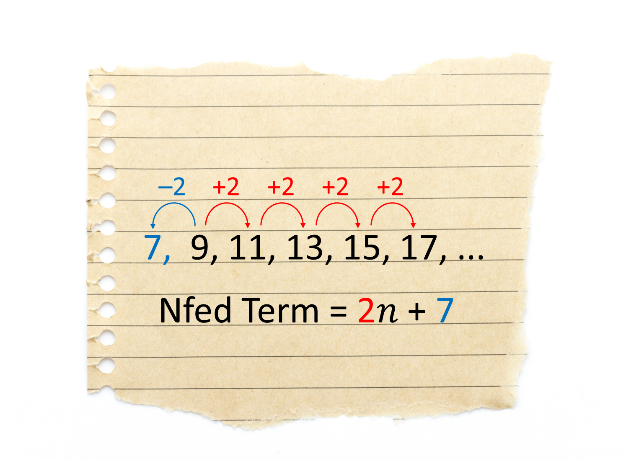 –2 +2 +2 +2 +2
7, 9, 11, 13, 15, 17, ...
Nfed Term = 2n + 7